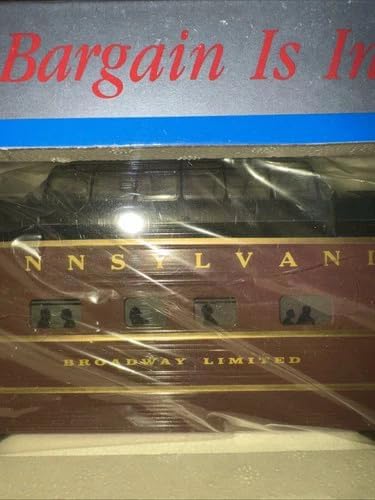 Bargain Is In
NNSYLVANI
BROADWAY LIMITED